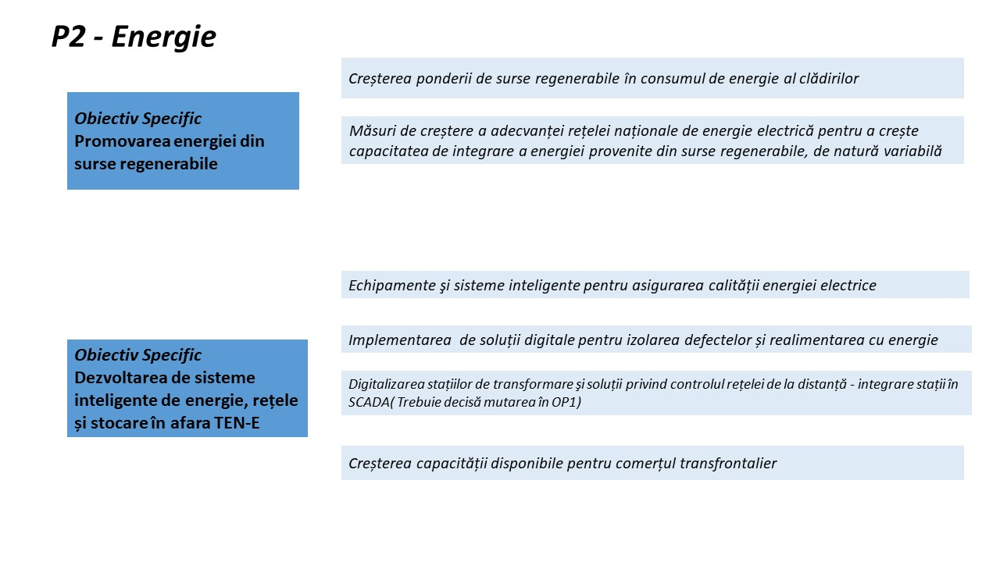 P2 - Energie
Obiectiv Specific
Promovarea energiei din
surse regenerabile
Creșterea ponderii de surse regenerabile în consumul de energie al clădirilor
Măsuri de creștere a adecvanței rețelei naționale de energie electrică pentru a crește
capacitatea de integrare a energiei provenite din surse regenerabile, de natură variabilă
Obiectiv Specific
Dezvoltarea de sisteme
inteligente de energie, rețele
și stocare în afara TEN-E
Echipamente şi sisteme inteligente pentru asigurarea calității energiei electrice
Implementarea  de soluții digitale pentru izolarea defectelor și realimentarea cu energie
Digitalizarea stațiilor de transformare şi soluții privind controlul rețelei de la distanță - integrare stații în
SCADA( Trebuie decisă mutarea în OP1)
Creșterea capacității disponibile pentru comerțul transfrontalier